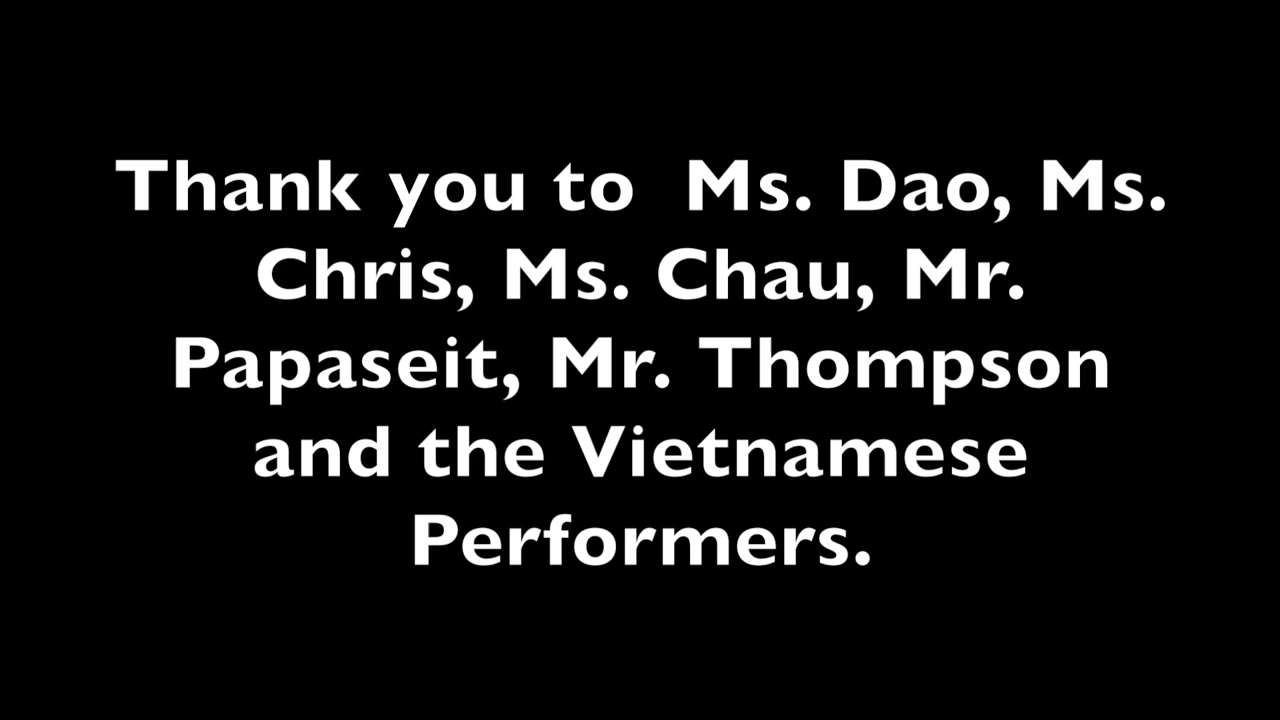 Thank you to  Ms. Dao, Ms.
Chris, Ms. Chau, Mr.
Papaseit, Mr. Thompson
and the Vietnamese
Performers.